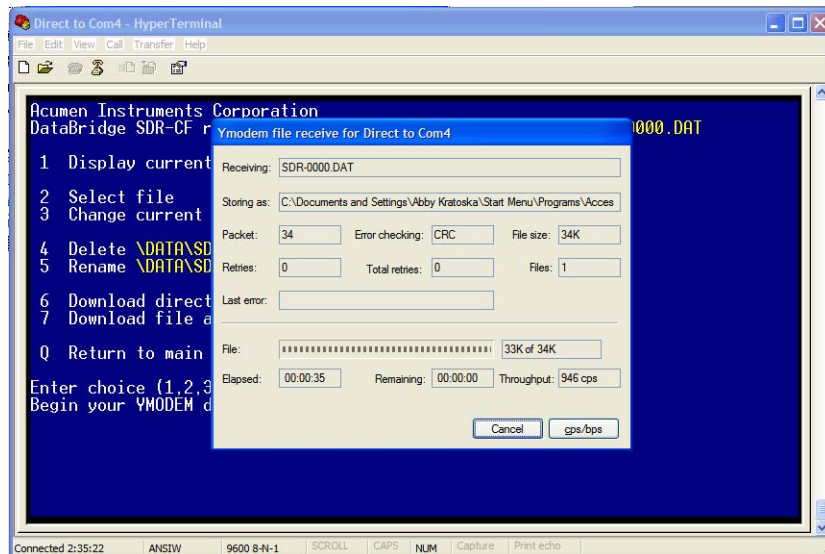 Direct to Com4 - HyperTerminal
File Edit View Call Transfer Help
Acumen Instruments Corporation
DataBridge SDR-CF r 0000.DAT
Ymodem file receive for Direct to Com4
1 Display current
2 Select file
3 Change current
4 Delete \DATA\SD
5 Rename \DATA\SD
6 Download direct
7 Download file a
Q Return to main
Enter choice (1,2,3
Begin your YMODEM d
Receiving: SDR-0000.DAT
Storing as: C:\Documents and Settings\Abby Kratoska\Start Menu\Programs\Acces
Packet: 34 Error checking: CRC File size: 34K
Retries: 0 Total retries: 0 Files: 1
Last error:
File: 33K of 34K
Elapsed: 00:00:35 Remaining: 00:00:00 Throughput: 946 cps
Cancel cps/bps
Connected 2:35:22 ANSIW 9600 8-N-1 SCROLL CAPS NUM Capture Print echo